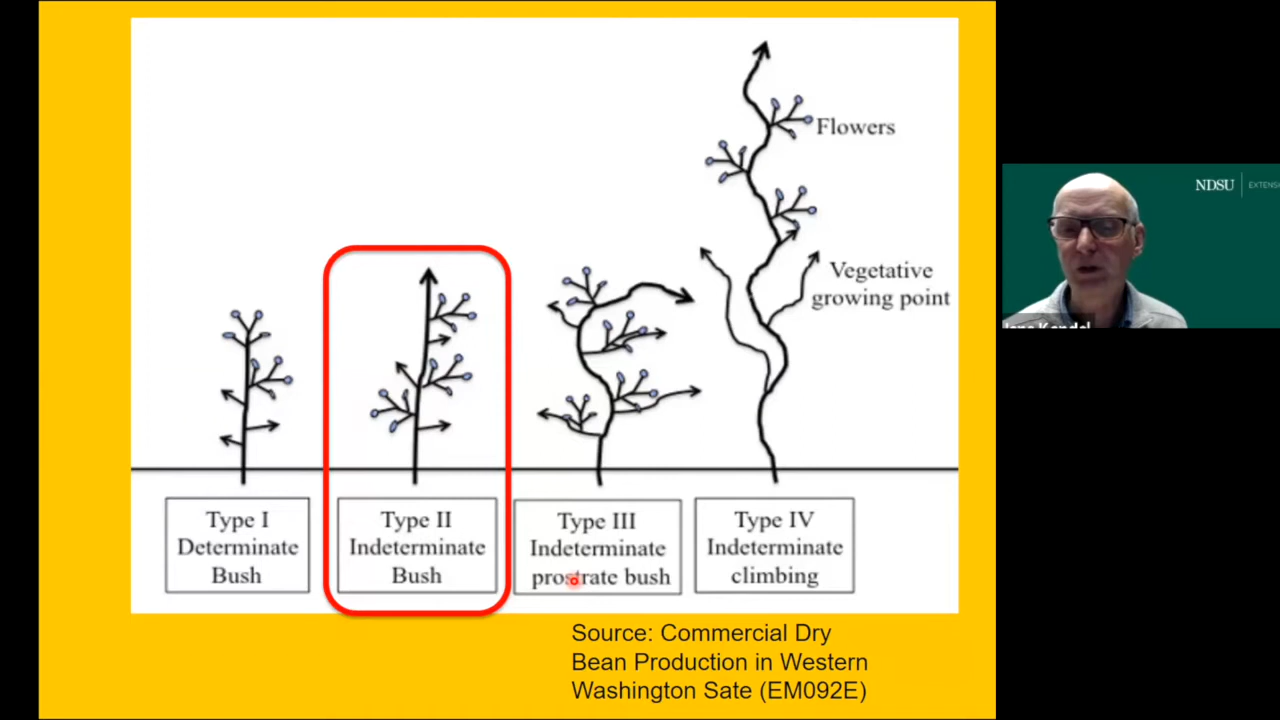 Flowers
Vegetative
growing point
Type I
Determinate
Bush
Type II
Indeterminate
Bush
Type III
Indeterminate
prostrate bush
Type IV
Indeterminate
climbing
Source: Commercial Dry
Bean Production in Western
Washington Sate (EM092E)
NDSU